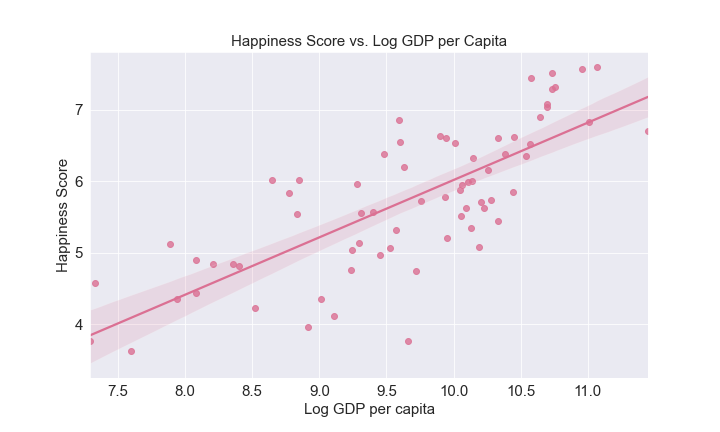 Happiness Score vs. Log GDP per Capita
Happiness Score
7
6
5
4
7.5 8.0 8.5 9.0 9.5 10.0 10.5 11.0
Log GDP per capita